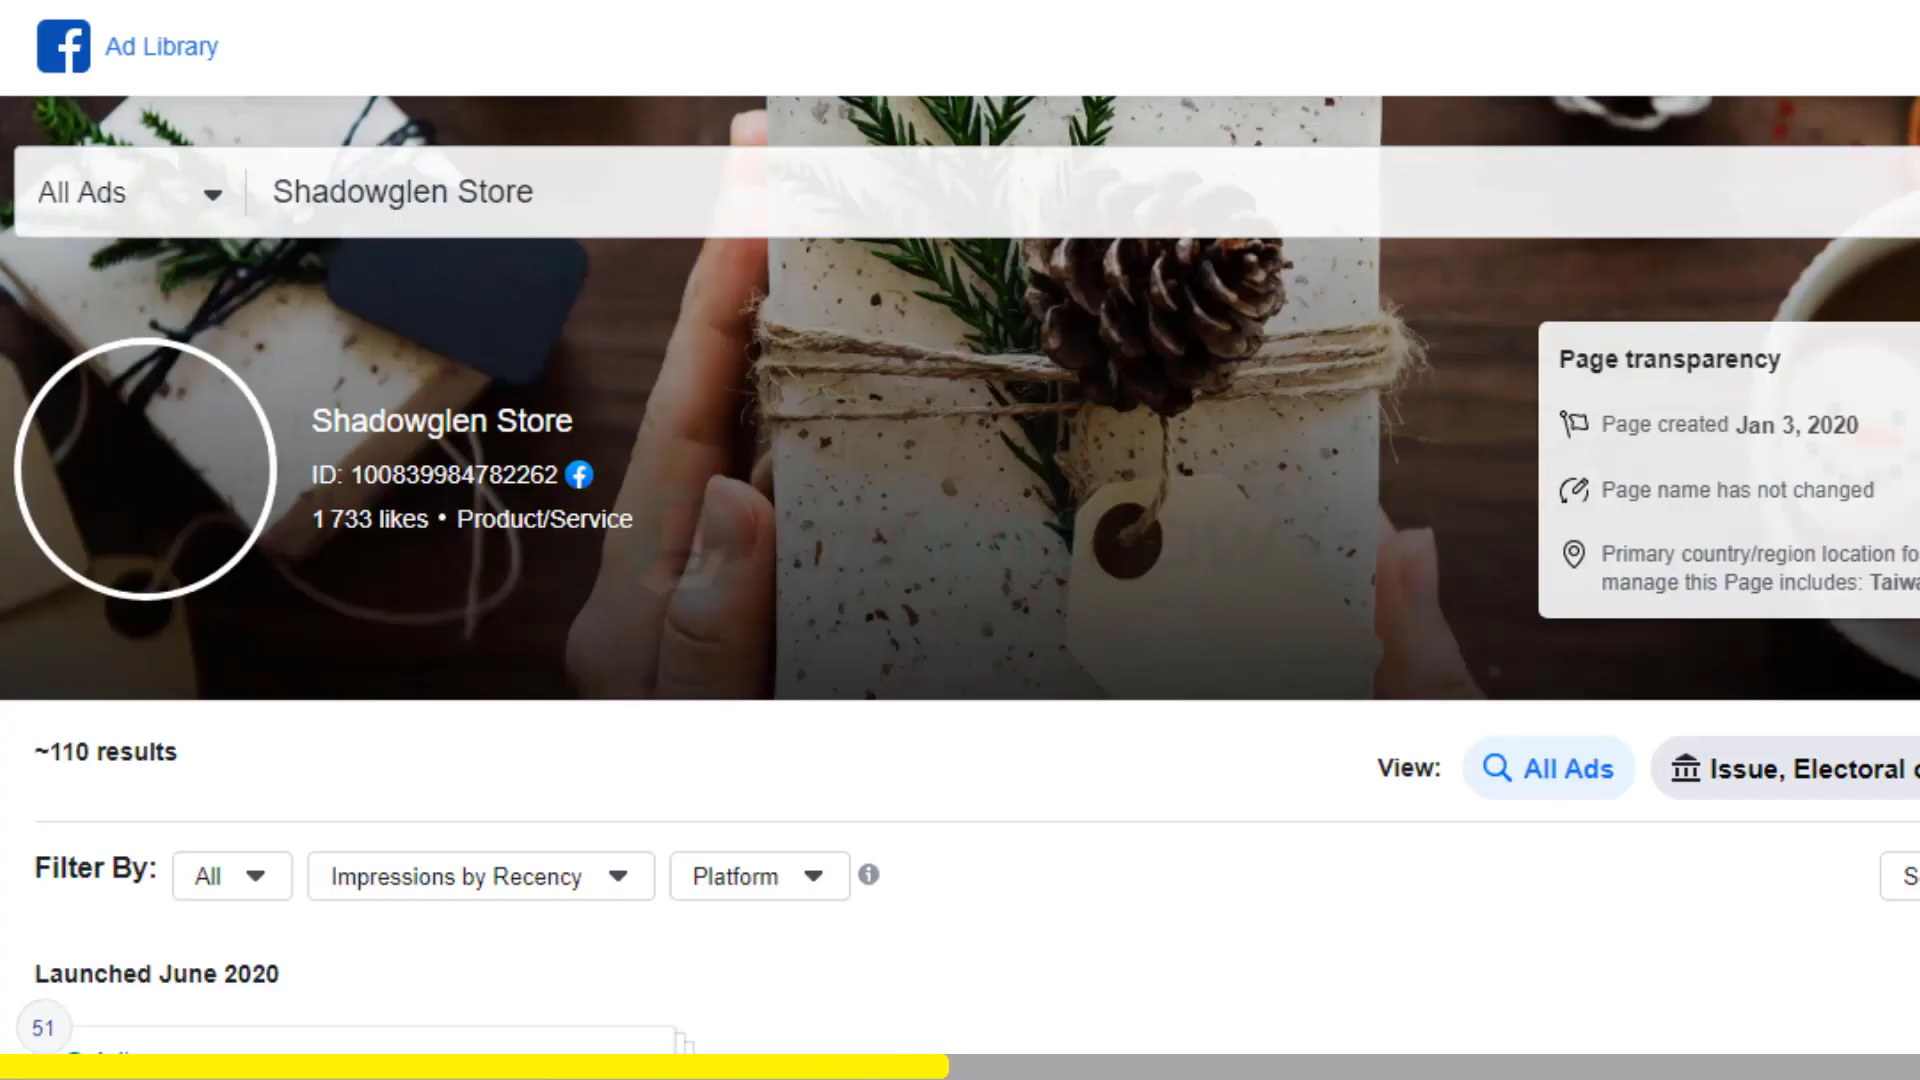 Ad Library
All Ads
Shadowglen Store
Shadowglen Store
ID: 100839984782262
1 733 likes • Product/Service
Page transparency
Page created Jan 3, 2020
Page name has not changed
Primary country/region location fo
manage this Page includes: Taiwa
~110 results
View:
All Ads
Issue, Electoral
Filter By:
All
Impressions by Recency
Platform
S
Launched June 2020
51